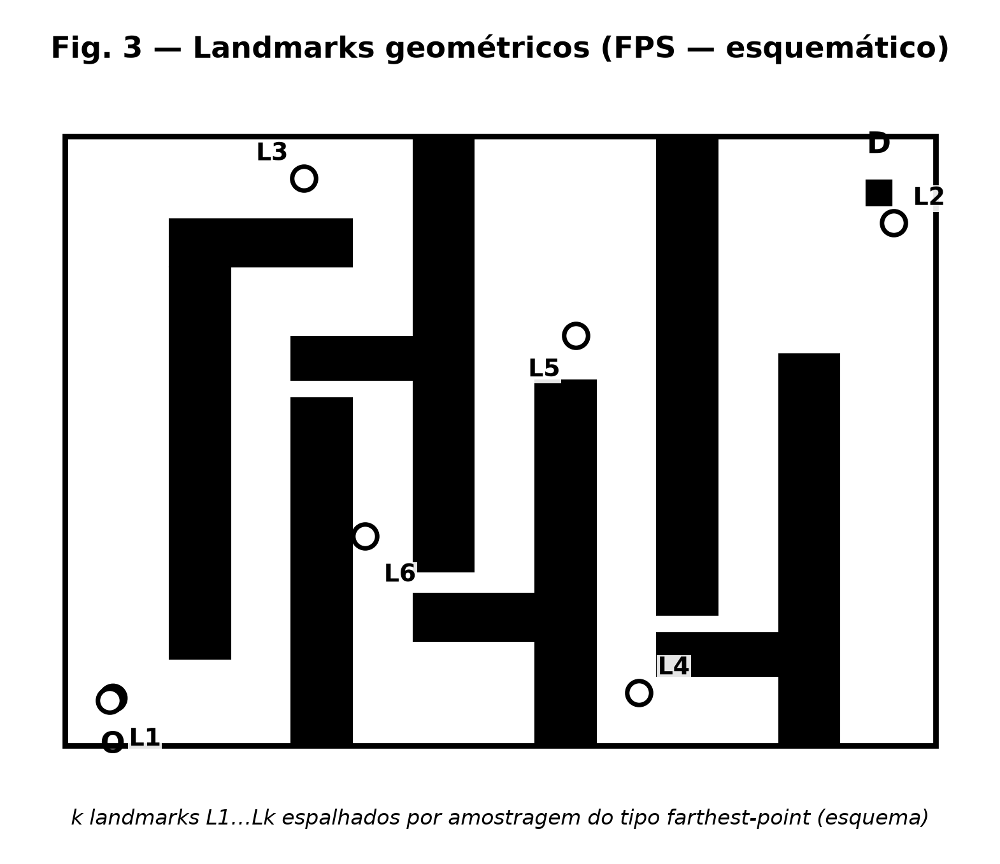 Fig. 3 — Landmarks geométricos (FPS — esquemático)
D
L3
L2
L5
L6
L4
L1
O
k landmarks L1...Lk espalhados por amostragem do tipo farthest-point (esquema)